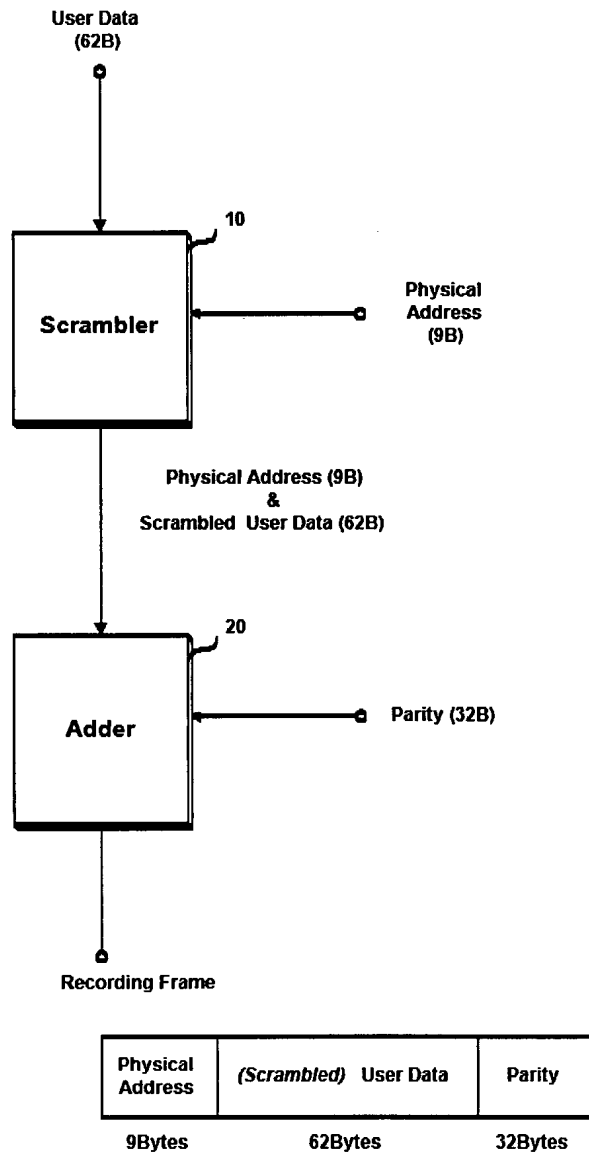 User Data
(62B)
10
Scrambler
Physical
Address
(9B)
Physical Address (9B)
&
Scrambled User Data (62B)
20
Adder
Parity (32B)
Recording Frame
Physical
Address
(Scrambled) User Data
Parity
9Bytes
62Bytes
32Bytes